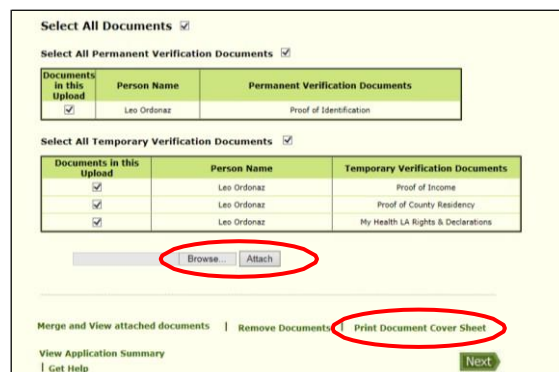 Select All Documents
Select All Permanent Verification Documents
Documents in this Upload Person Name Permanent Verification Documents
Leo Ordonaz Proof of Identification
Select All Temporary Verification Documents
Documents in this Upload Person Name Temporary Verification Documents
Leo Ordonaz Proof of Income
Leo Ordonaz Proof of County Residency
Leo Ordonaz My Health LA Rights & Declarations
Browse... Attach
Merge and View attached documents | Remove Documents | Print Document Cover Sheet
View Application Summary
| Get Help
Next